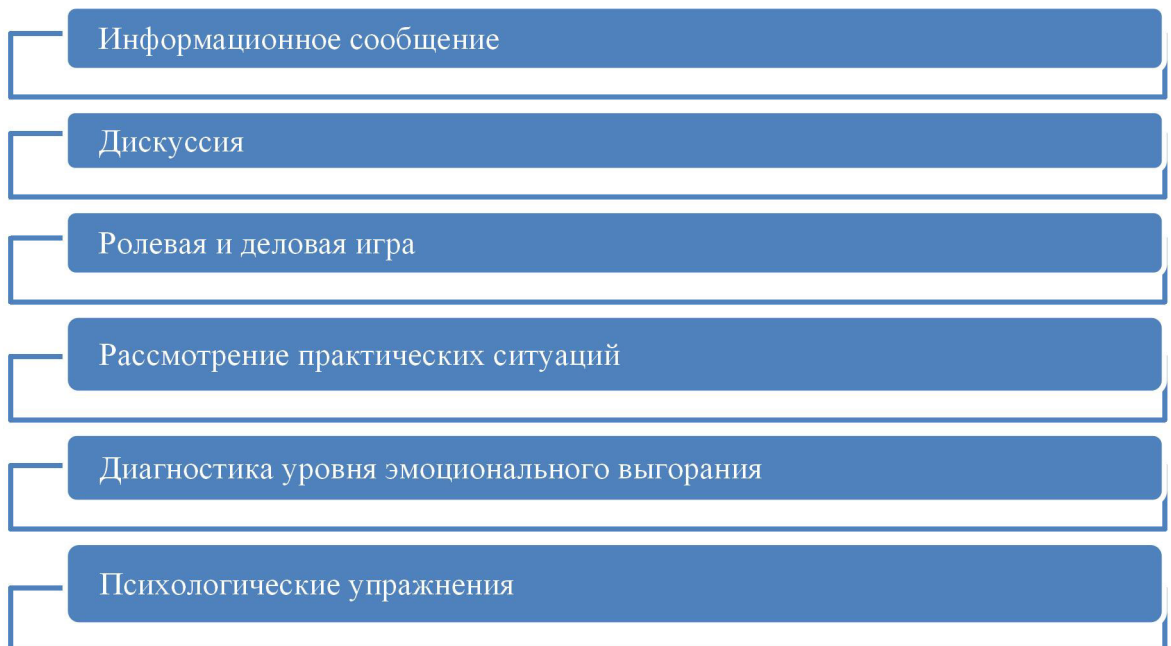 Информационное сообщение
Дискуссия
Ролевая и деловая игра
Рассмотрение практических ситуаций
Диагностика уровня эмоционального выгорания
Психологические упражнения